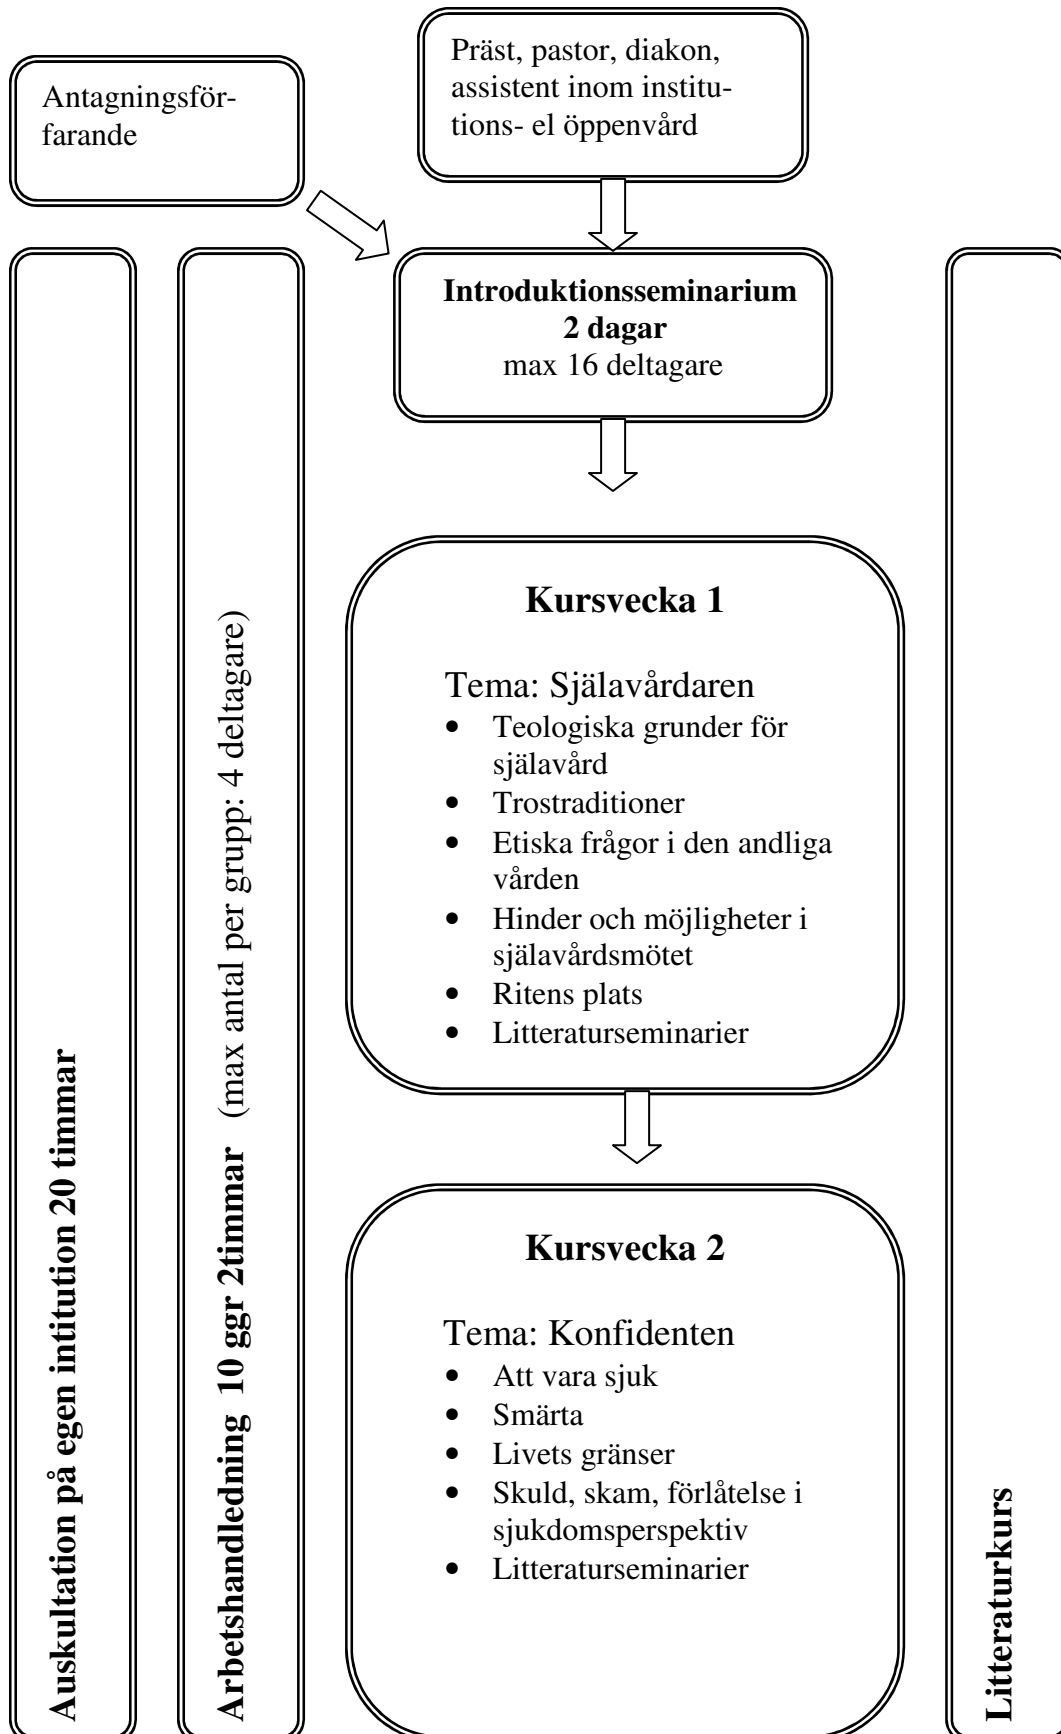 Antagningsför-
farande
Präst, pastor, diakon,
assistent inom institu-
tions- el öppenvård
Introduktionsseminarium
2 dagar
max 16 deltagare
Auskultation på egen intitution 20 timmar
Arbetshandledning 10 ggr 2timmar (max antal per grupp: 4 deltagare)
Kursvecka 1
Tema: Själavårdaren
• Teologiska grunder för
själavård
• Trostraditioner
• Etiska frågor i den andliga
vården
• Hinder och möjligheter i
själavårdsmötet
• Ritens plats
• Litteraturseminarier
Kursvecka 2
Tema: Konfidenten
• Att vara sjuk
• Smärta
• Livets gränser
• Skuld, skam, förlåtelse i
sjukdomsperspektiv
• Litteraturseminarier
Litteraturkurs